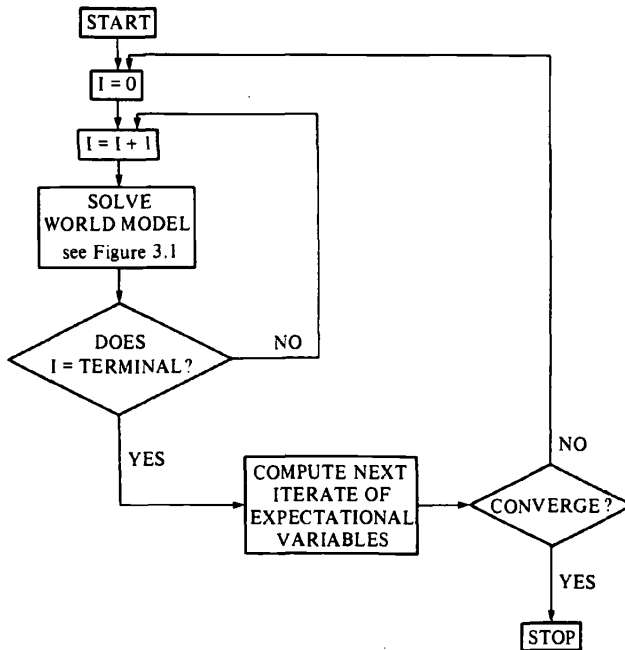 START
I = 0
I = I + 1
SOLVE
WORLD MODEL
see Figure 3.1
DOES
I = TERMINAL?
NO
YES
COMPUTE NEXT
ITERATE OF
EXPECTATIONAL
VARIABLES
NO
CONVERGE?
YES
STOP